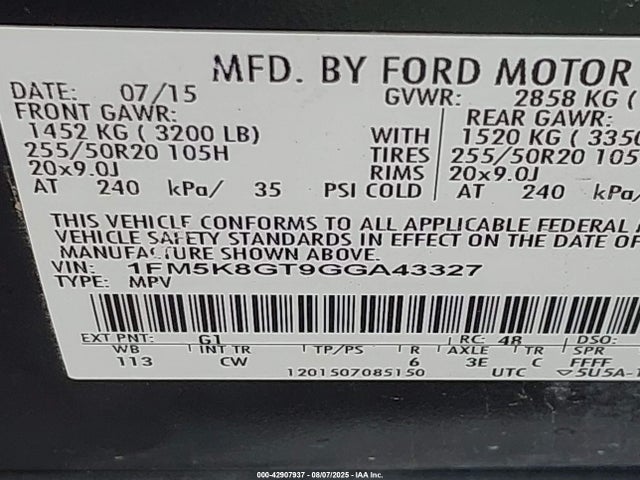 MFD. BY FORD MOTOR
DATE: 07/15 GVWR: 2858 KG (
FRONT GAWR: REAR GAWR:
1452 KG ( 3200 LB) WITH 1520 KG ( 3350
255/50R20 105H TIRES 255/50R20 105
20x9.0J RIMS 20x9.0J
AT 240 kPa/ 35 PSI COLD AT 240 kPa/
THIS VEHICLE CONFORMS TO ALL APPLICABLE FEDERAL
VEHICLE SAFETY STANDARDS IN EFFECT ON THE DATE OF
MANUFACTURE SHOWN ABOVE.
VIN: 1FM5K8GT9GGA43327
TYPE: MPV
EXT PNT: G1 RC: 48 DSO:
WB INT TR TP/PS R AXLE TR SPR
113 CW 6 3E C FFFF
1201507085150 UTC ▽5U5A-1
000-42907937 - 08/07/2025 - IAA Inc.